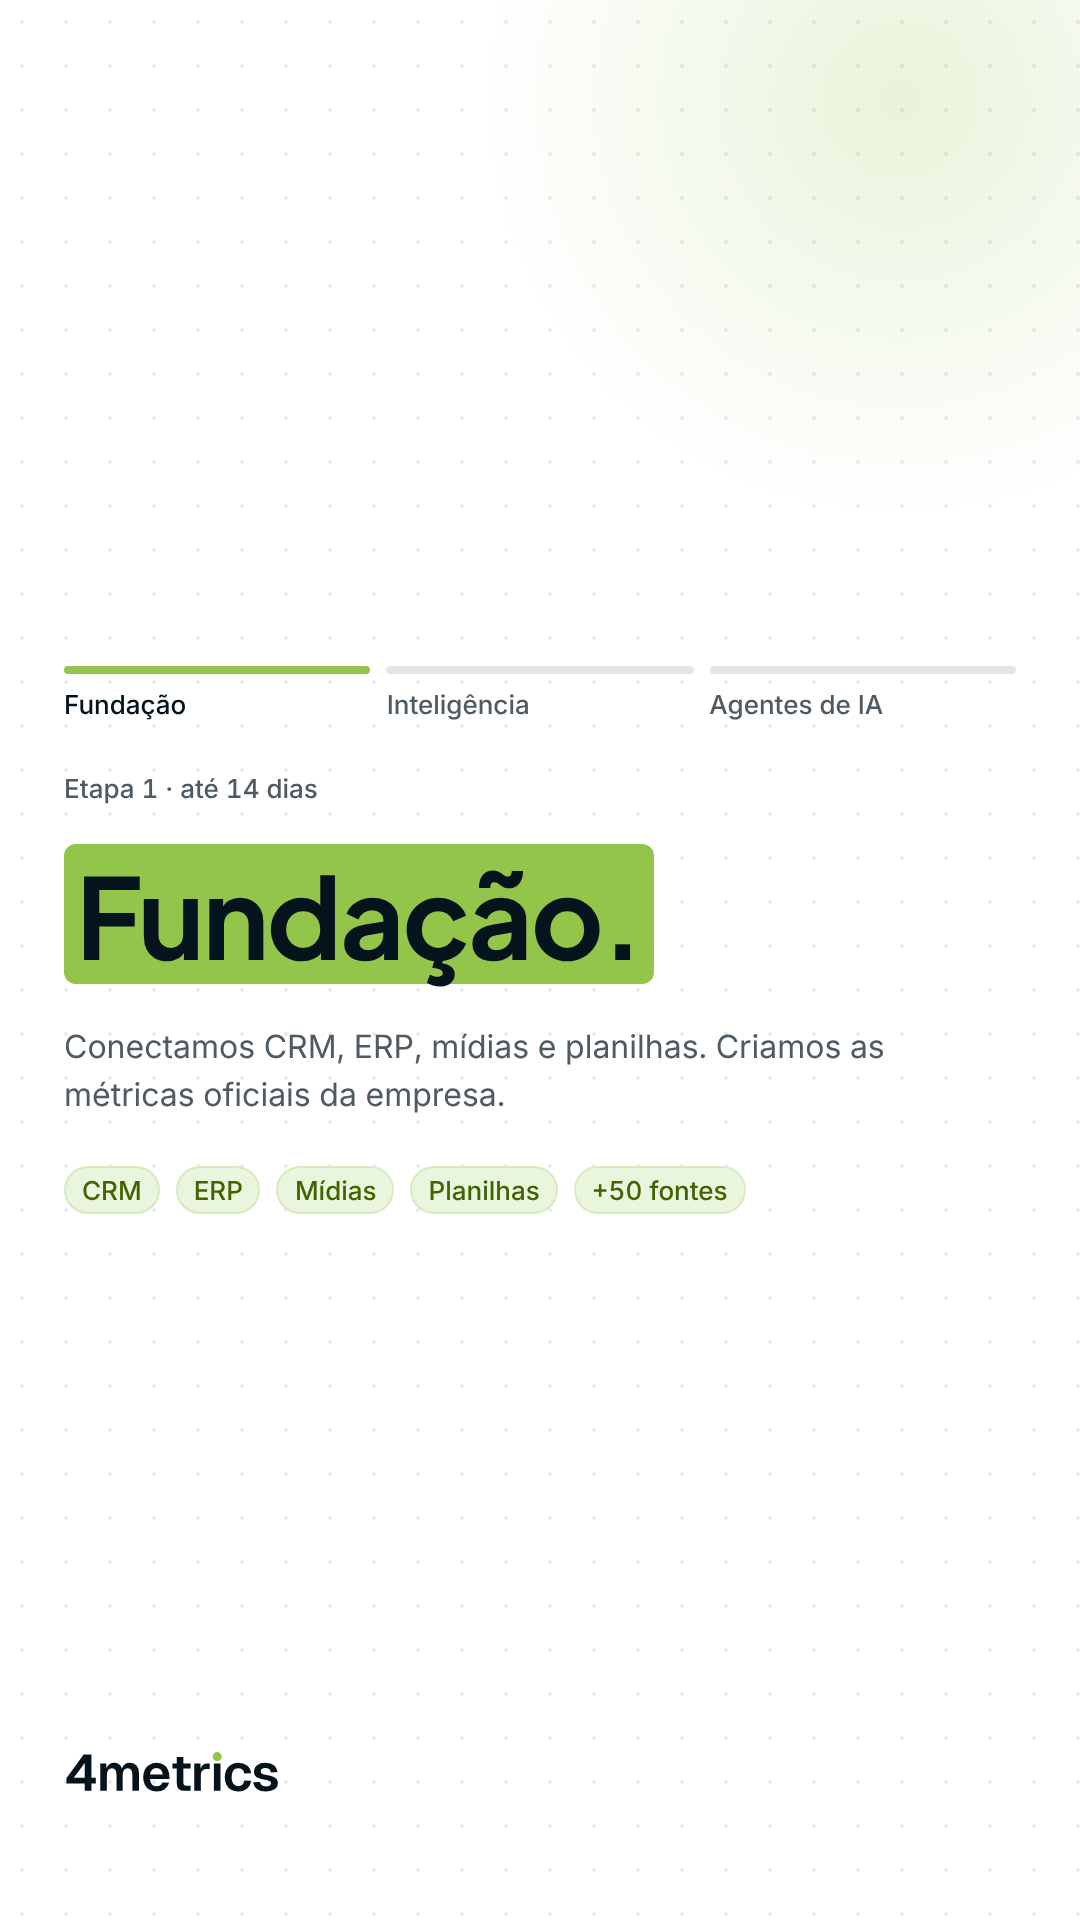 Fundação
Inteligência
Agentes de IA
Etapa 1 · até 14 dias
Fundação.
Conectamos CRM, ERP, mídias e planilhas. Criamos as
métricas oficiais da empresa.
CRM
ERP
Mídias
Planilhas
+50 fontes
4metrics